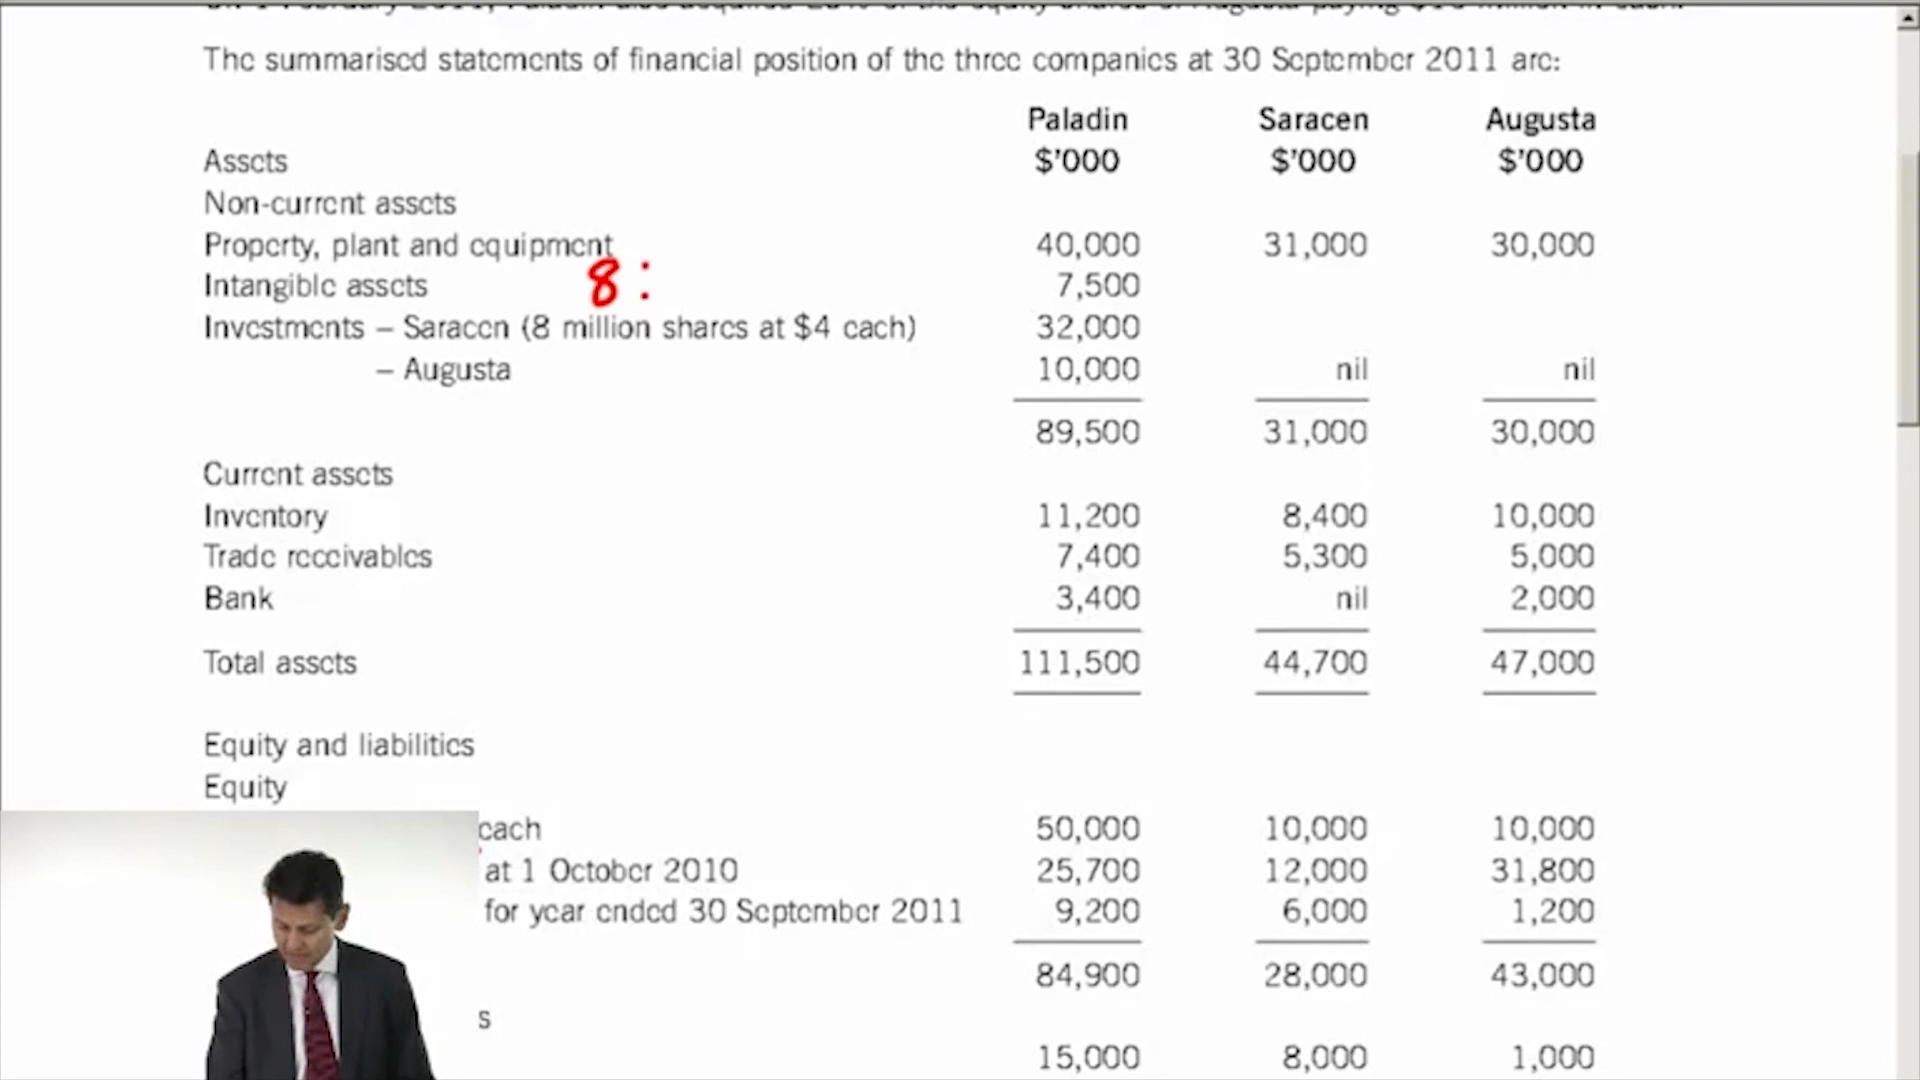 The summarised statements of financial position of the three companies at 30 September 2011 are:
Paladin Saracen Augusta
Assets $'000 $'000 $'000
Non-current assets
Property, plant and equipment 40,000 31,000 30,000
8:
Intangible assets 7,500
Investments – Saracen (8 million shares at $4 each) 32,000
– Augusta 10,000 nil nil
89,500 31,000 30,000
Current assets
Inventory 11,200 8,400 10,000
Trade receivables 7,400 5,300 5,000
Bank 3,400 nil 2,000
Total assets 111,500 44,700 47,000
Equity and liabilities
Equity
each 50,000 10,000 10,000
at 1 October 2010 25,700 12,000 31,800
for year ended 30 September 2011 9,200 6,000 1,200
84,900 28,000 43,000
s
15,000 8,000 1,000